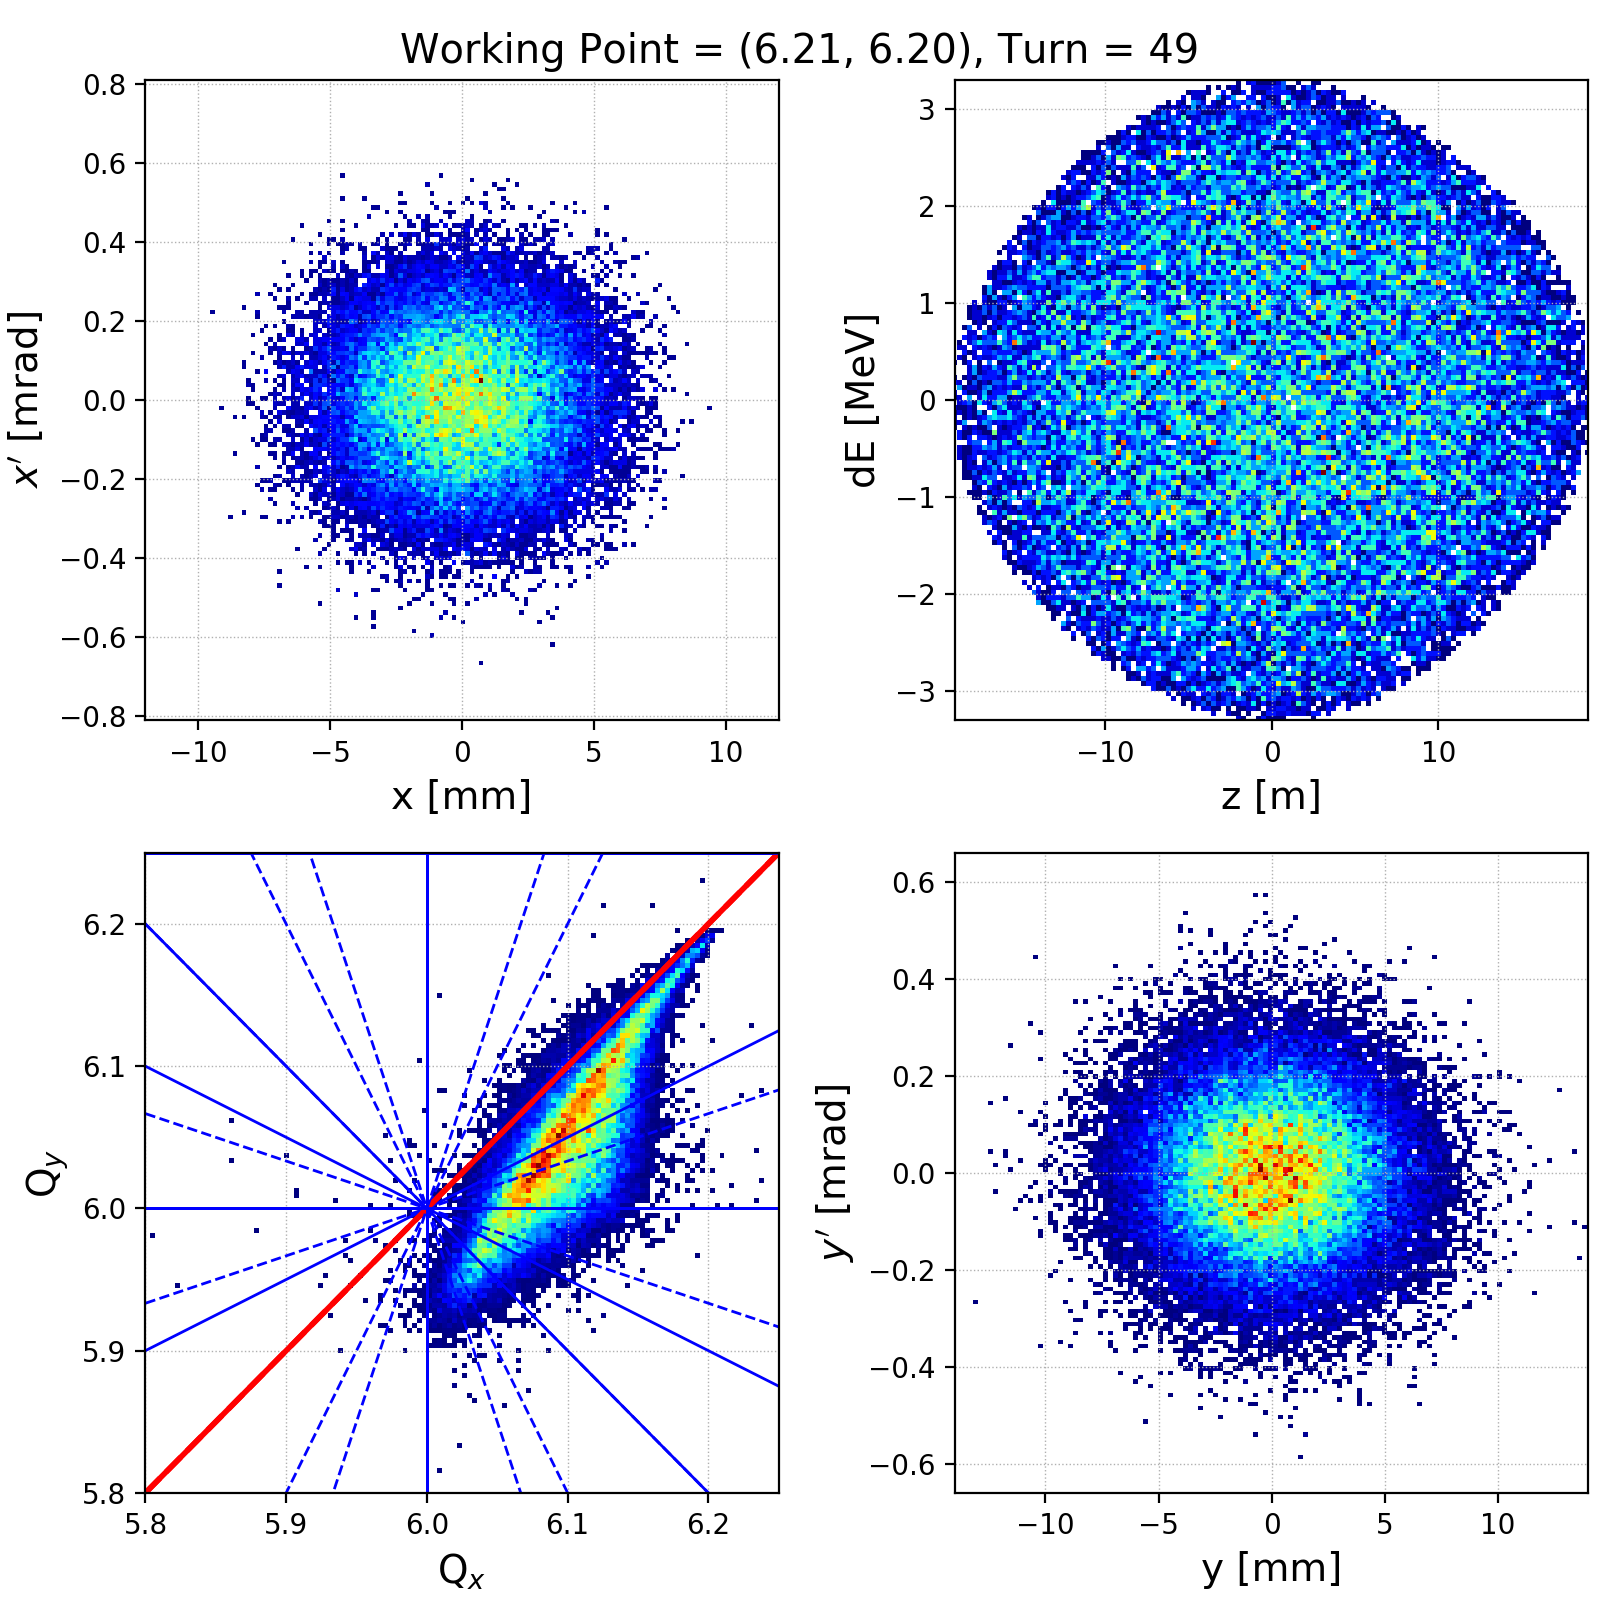 Working Point = (6.21, 6.20), Turn = 49
0.8
0.6
0.4
0.2
0.0
−0.2
−0.4
−0.6
−0.8
x′ [mrad]
−10 −5 0 5 10
x [mm]
3
2
1
0
−1
−2
−3
dE [MeV]
−10 0 10
z [m]
6.2
6.1
6.0
5.9
5.8
Qy
5.8 5.9 6.0 6.1 6.2
Qx
0.6
0.4
0.2
0.0
−0.2
−0.4
−0.6
y′ [mrad]
−10 −5 0 5 10
y [mm]